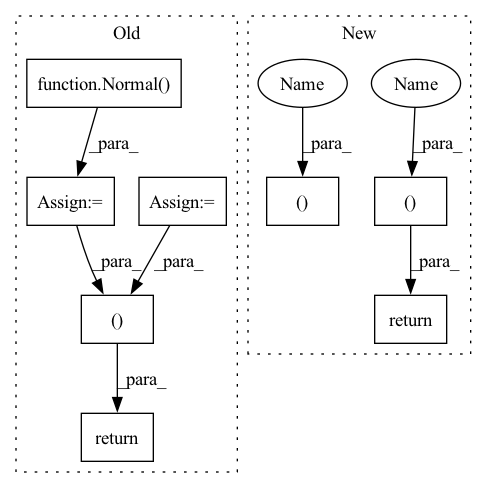 Old
New
function.Normal()
Name
Name
_para_
_para_
_para_
Assign:=
Assign:=
()
()
_para_
_para_
_para_
()
return
_para_
return